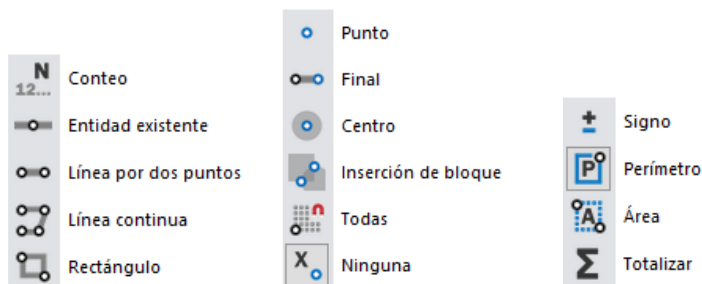 N
12...
Conteo
Entidad existente
Línea por dos puntos
Línea continua
Rectángulo
Punto
Final
Centro
Inserción de bloque
Todas
X
Ninguna
±
Signo
P
Perímetro
A
Área
Σ
Totalizar